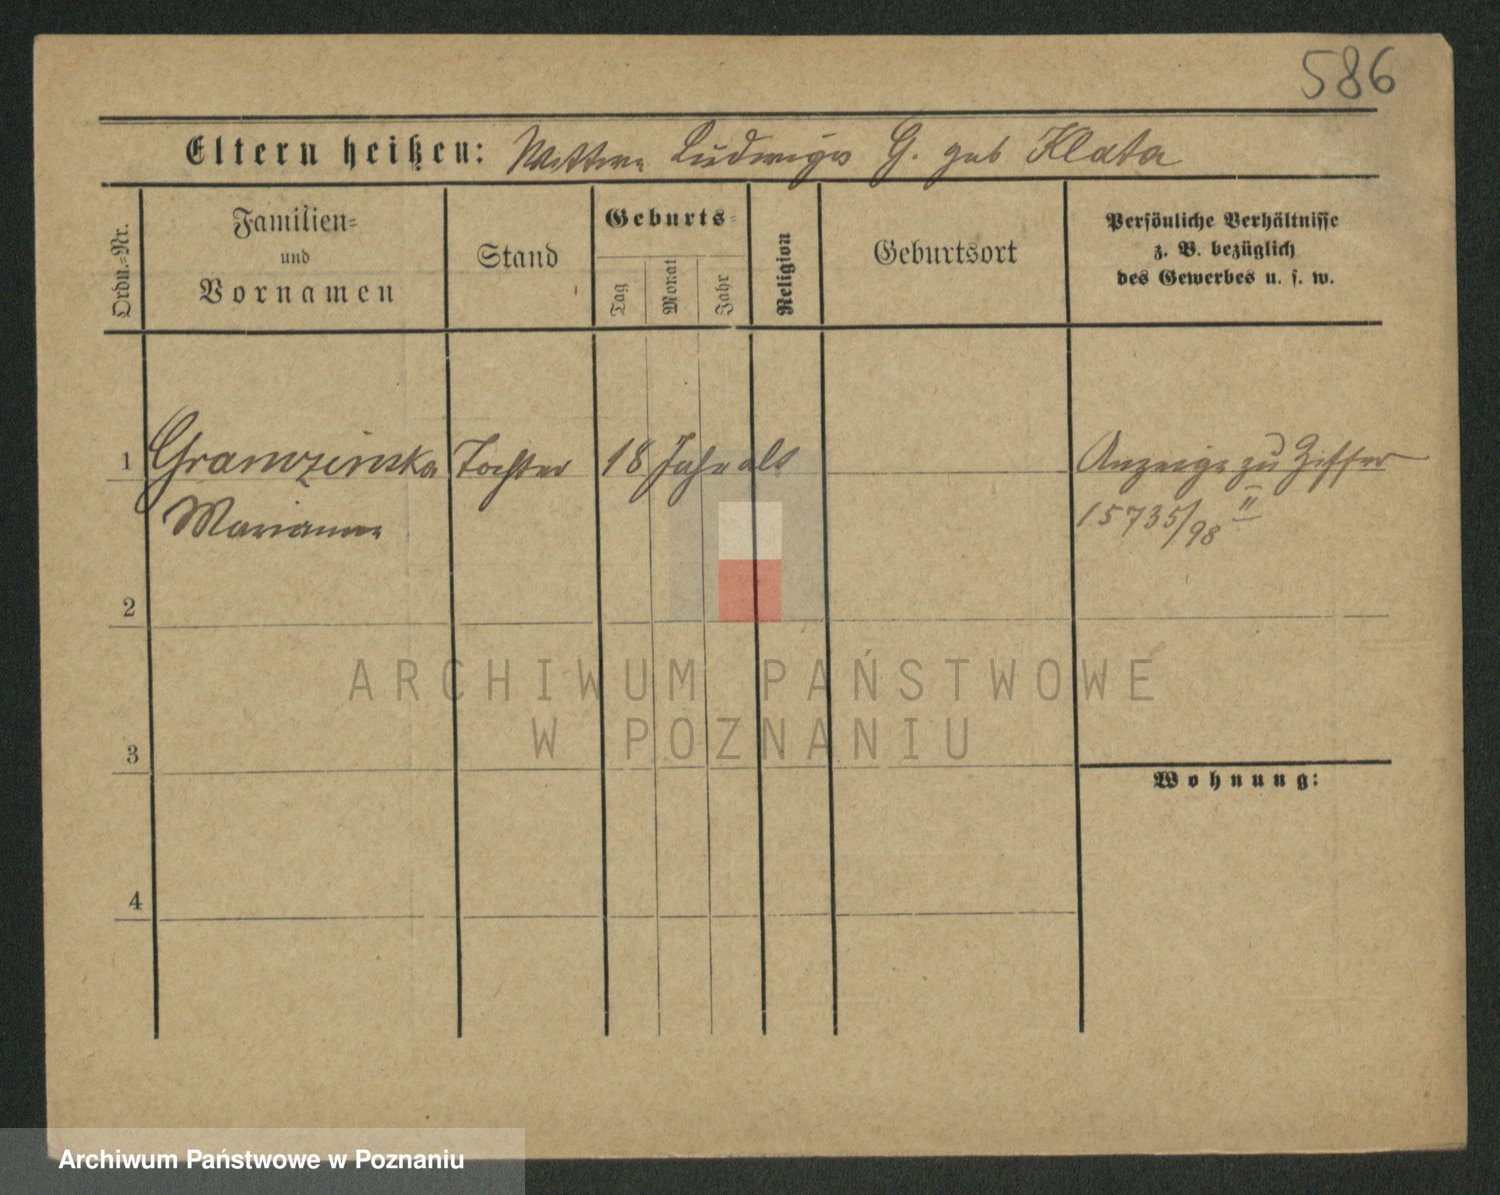 586
Eltern heißen: Wittwe Ludwiga G. geb Klata
Ordn.-Nr.
Familien-
und
Vornamen
Stand
Geburts-
Tag
Monat
Jahr
Religion
Geburtsort
Persönliche Verhältnisse
z. B. bezüglich
des Gewerbes u. s. w.
1 Tochter 18 Jahr alt Anzeige zu Ziffer
Marianna 15735/98 II
2
ARCHIWUM PAŃSTWOWE
W POZNANIU
3
Wohnung:
4
Archiwum Państwowe w Poznaniu